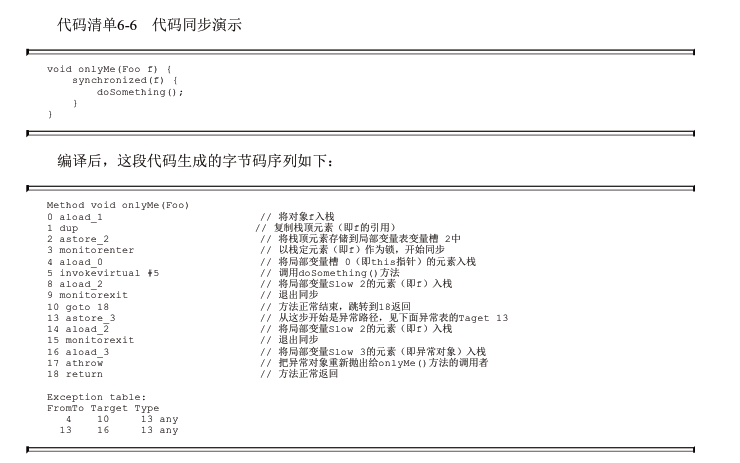 代码清单6-6 代码同步演示
void onlyMe(Foo f) {
    synchronized(f) {
        doSomething();
    }
}
编译后，这段代码生成的字节码序列如下：
Method void onlyMe(Foo)
0 aload_1 // 将对象f入栈
1 dup // 复制栈顶元素（即f的引用）
2 astore_2 // 将栈顶元素存储到局部变量表变量槽 2中
3 monitorenter // 以栈定元素（即f）作为锁，开始同步
4 aload_0 // 将局部变量槽 0（即this指针）的元素入栈
5 invokevirtual #5 // 调用doSomething()方法
8 aload_2 // 将局部变量Slow 2的元素（即f）入栈
9 monitorexit // 退出同步
10 goto 18 // 方法正常结束，跳转到18返回
13 astore_3 // 从这步开始是异常路径，见下面异常表的Taget 13
14 aload_2 // 将局部变量Slow 2的元素（即f）入栈
15 monitorexit // 退出同步
16 aload_3 // 将局部变量Slow 3的元素（即异常对象）入栈
17 athrow // 把异常对象重新抛出给onlyMe()方法的调用者
18 return // 方法正常返回
Exception table:
FromTo Target Type
4 10 13 any
13 16 13 any